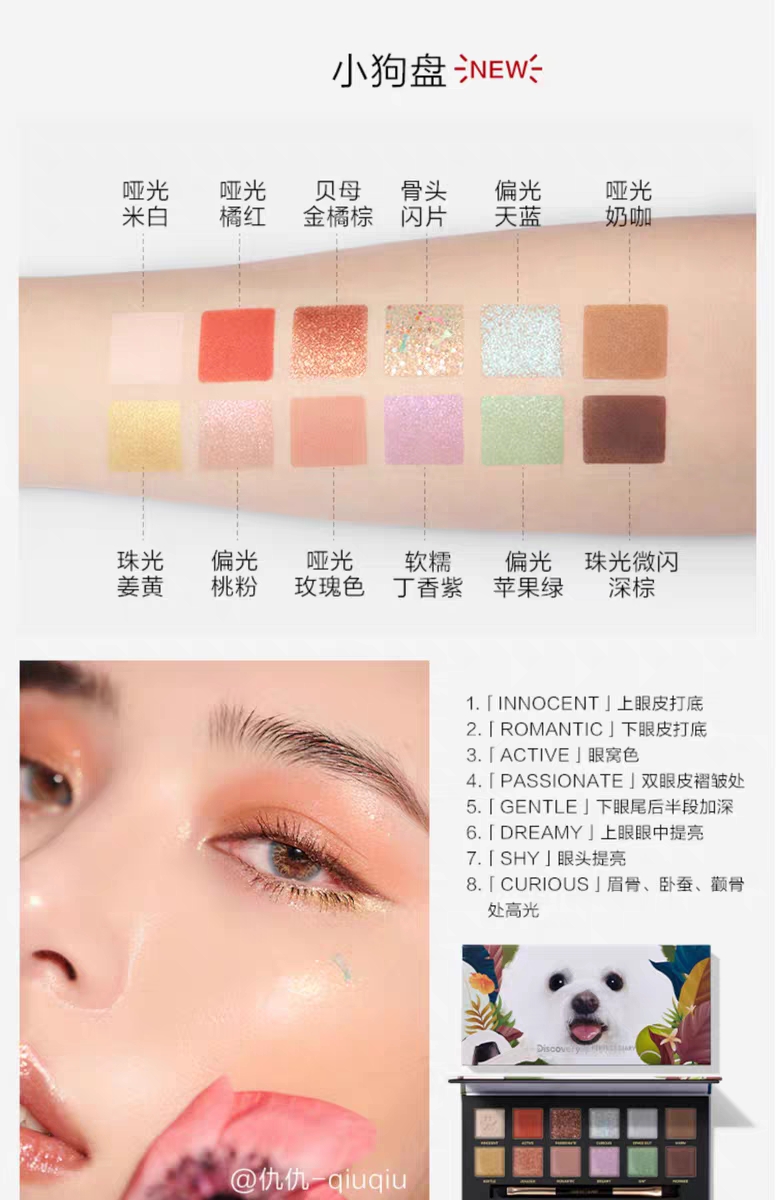 小狗盘 NEW
哑光 哑光 贝母 骨头 偏光 哑光
米白 橘红 金橘棕 闪片 天蓝 奶咖
珠光 偏光 哑光 软糯 偏光 珠光微闪
姜黄 桃粉 玫瑰色 丁香紫 苹果绿 深棕
1.「INNOCENT」上眼皮打底
2.「ROMANTIC」下眼皮打底
3.「ACTIVE」眼窝色
4.「PASSIONATE」双眼皮褶皱处
5.「GENTLE」下眼尾后半段加深
6.「DREAMY」上眼眼中提亮
7.「SHY」眼头提亮
8.「CURIOUS」眉骨、卧蚕、颧骨
处高光
Discovery
@仇仇-qiuqiu